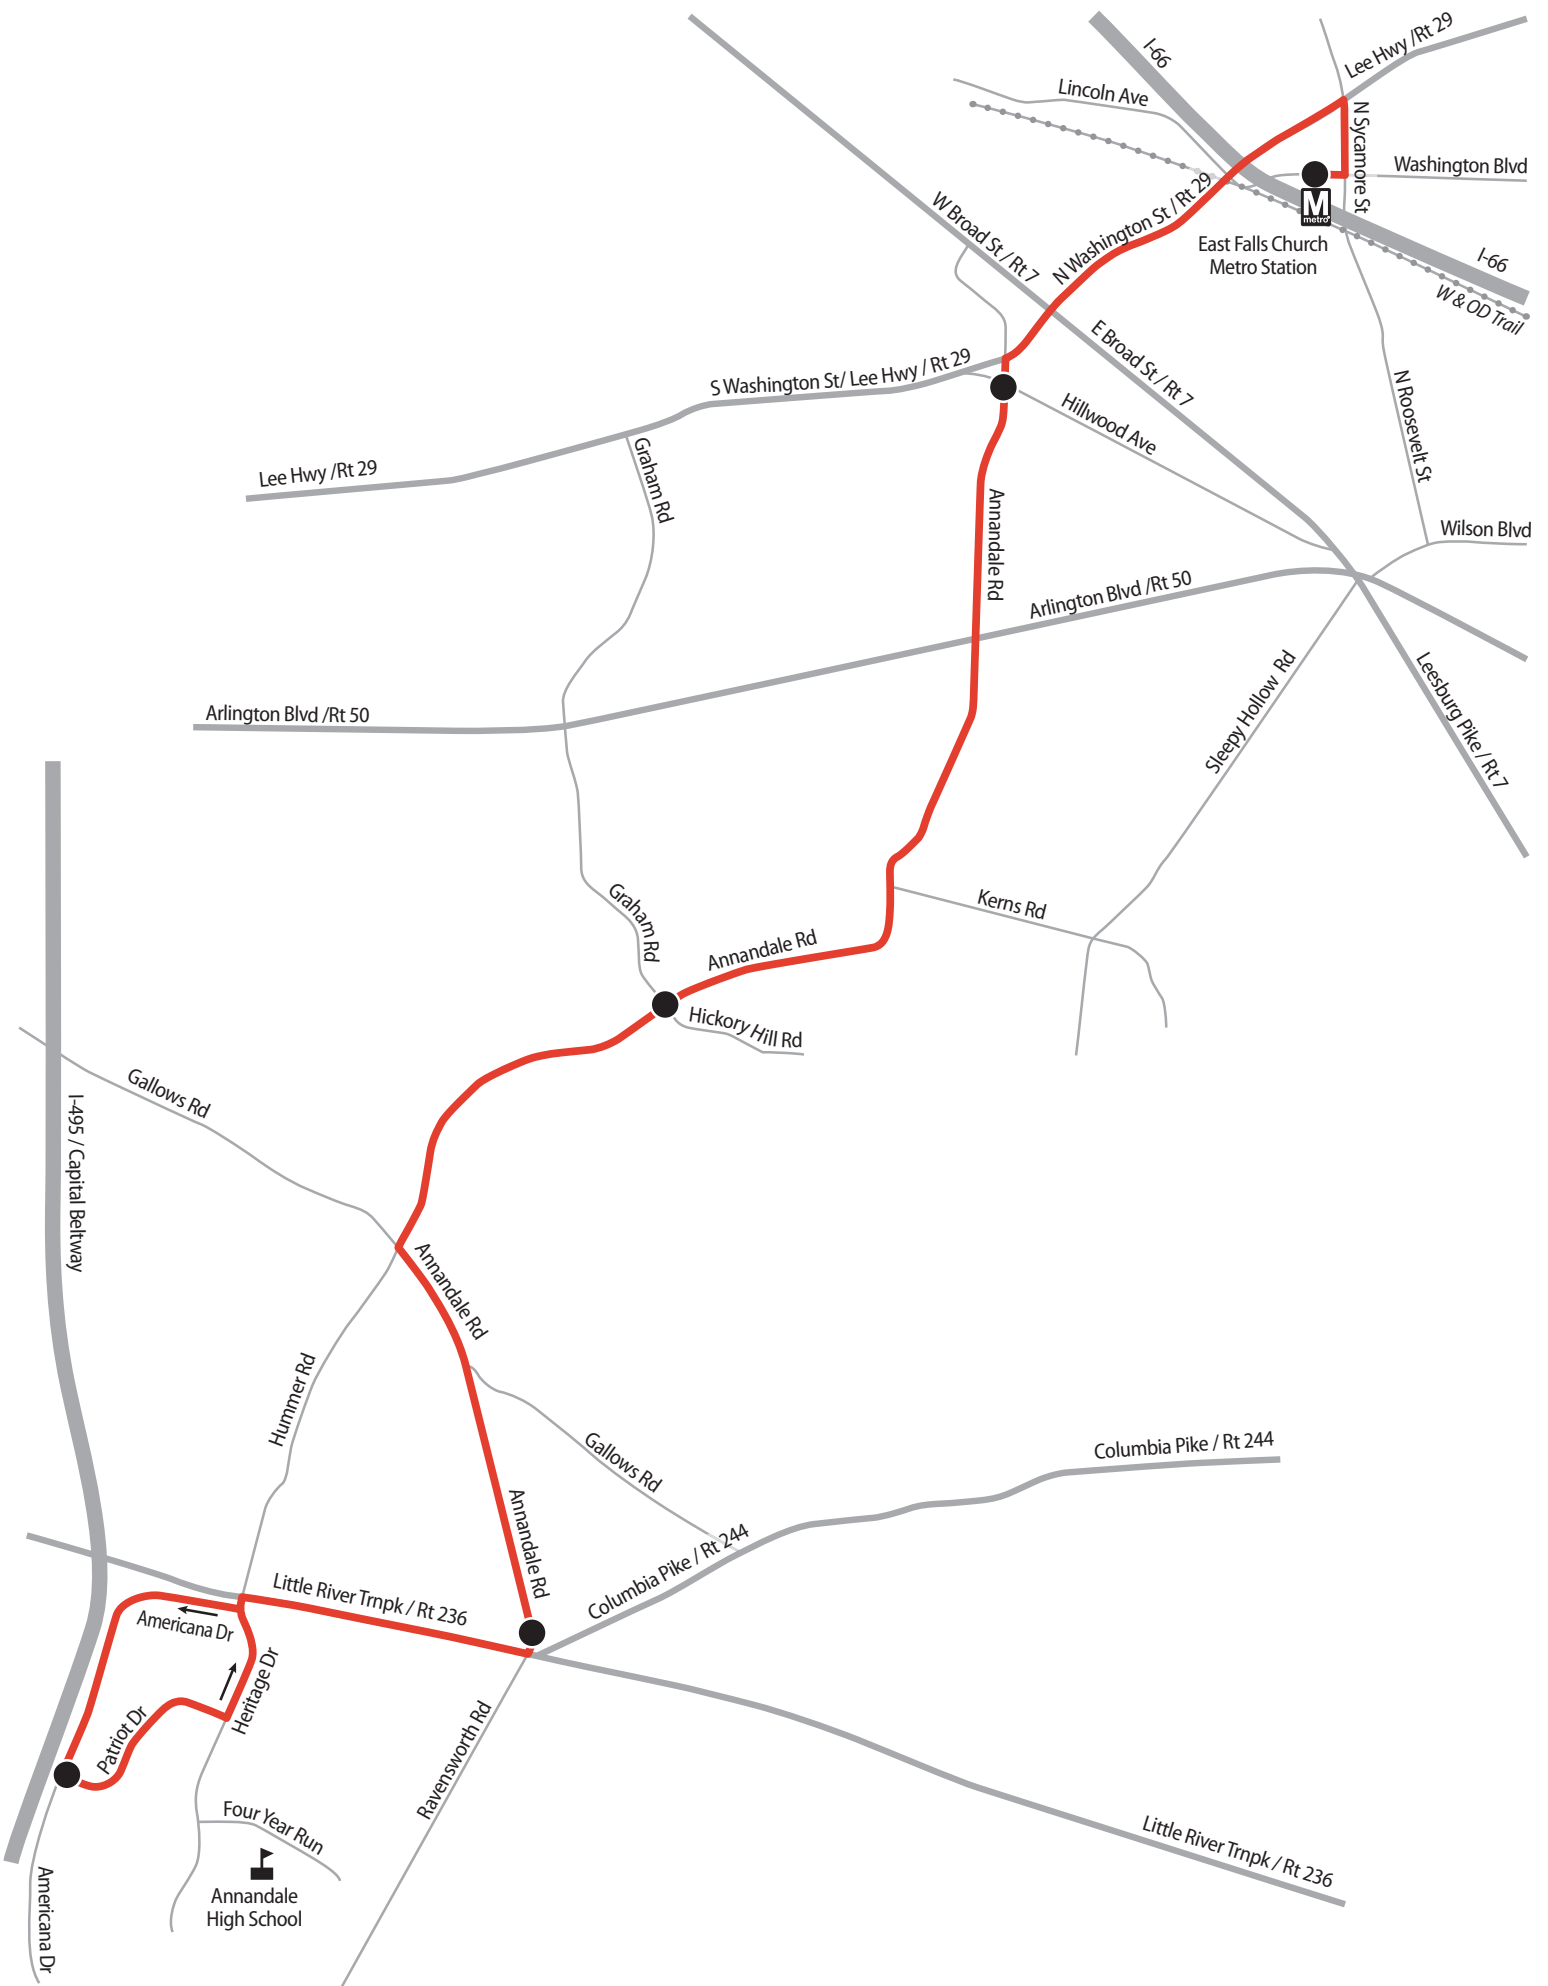 I-66
Lee Hwy /Rt 29
Lincoln Ave
N Sycamore St
Washington Blvd
M
metro
East Falls Church
Metro Station
I-66
W & OD Trail
W Broad St / Rt 7
N Washington St / Rt 29
E Broad St / Rt 7
S Washington St/ Lee Hwy / Rt 29
Hillwood Ave
N Roosevelt St
Lee Hwy /Rt 29
Graham Rd
Annandale Rd
Wilson Blvd
Arlington Blvd /Rt 50
Arlington Blvd /Rt 50
Sleepy Hollow Rd
Leesburg Pike / Rt 7
Graham Rd
Kerns Rd
Annandale Rd
Hickory Hill Rd
Gallows Rd
I-495 / Capital Beltway
Annandale Rd
Hummer Rd
Gallows Rd
Columbia Pike / Rt 244
Annandale Rd
Columbia Pike / Rt 244
Little River Trnpk / Rt 236
Americana Dr
Heritage Dr
Patriot Dr
Ravensworth Rd
Four Year Run
Annandale
High School
Americana Dr
Little River Trnpk / Rt 236